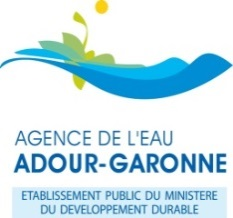 AGENCE DE L'EAU
ADOUR-GARONNE
ETABLISSEMENT PUBLIC DU MINISTERE
DU DEVELOPPEMENT DURABLE